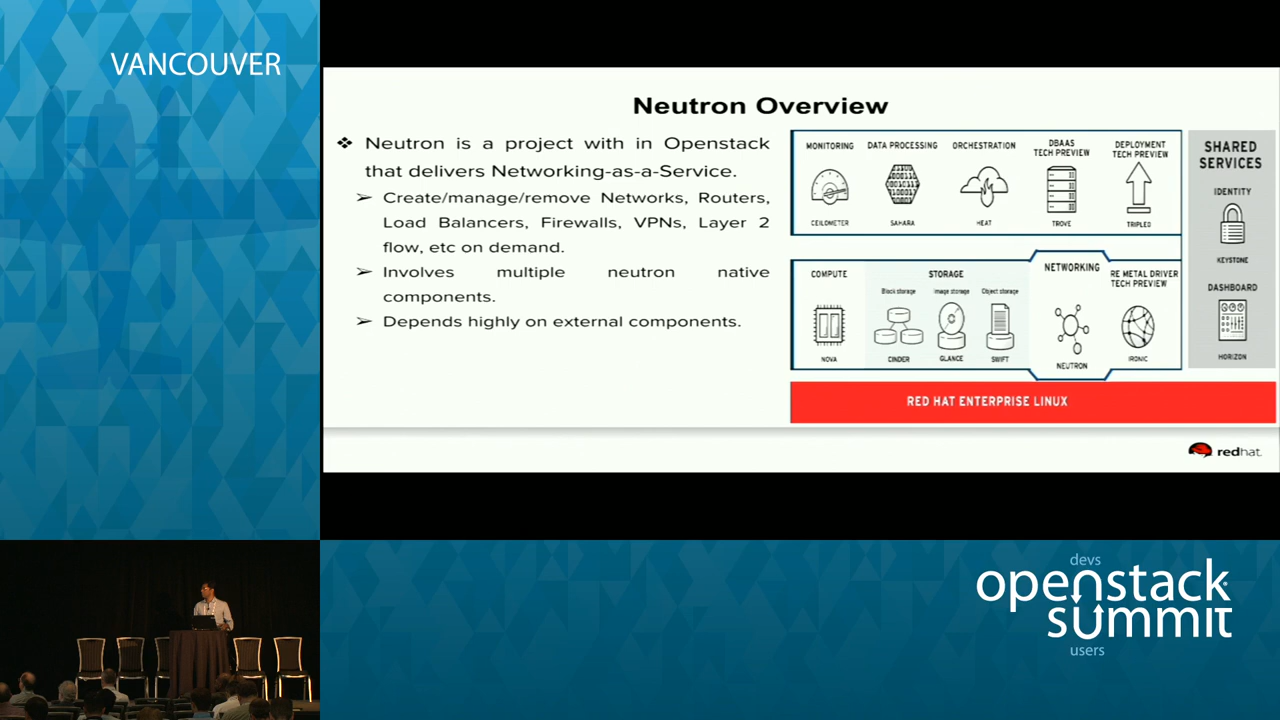 VANCOUVER
Neutron Overview
❖ Neutron is a project with in Openstack
that delivers Networking-as-a-Service.
➢ Create/manage/remove Networks, Routers,
Load Balancers, Firewalls, VPNs, Layer 2
flow, etc on demand.
➢ Involves multiple neutron native
components.
➢ Depends highly on external components.
MONITORING
CEILOMETER
DATA PROCESSING
SAHARA
ORCHESTRATION
HEAT
DBAAS
TECH PREVIEW
TROVE
DEPLOYMENT
TECH PREVIEW
TRIPLEO
COMPUTE
NOVA
STORAGE
Block storage
CINDER
Image storage
GLANCE
Object storage
SWIFT
NETWORKING
NEUTRON
RE METAL DRIVER
TECH PREVIEW
IRONIC
SHARED
SERVICES
IDENTITY
KEYSTONE
DASHBOARD
HORIZON
RED HAT ENTERPRISE LINUX
redhat.
devs
openstack
summit
users